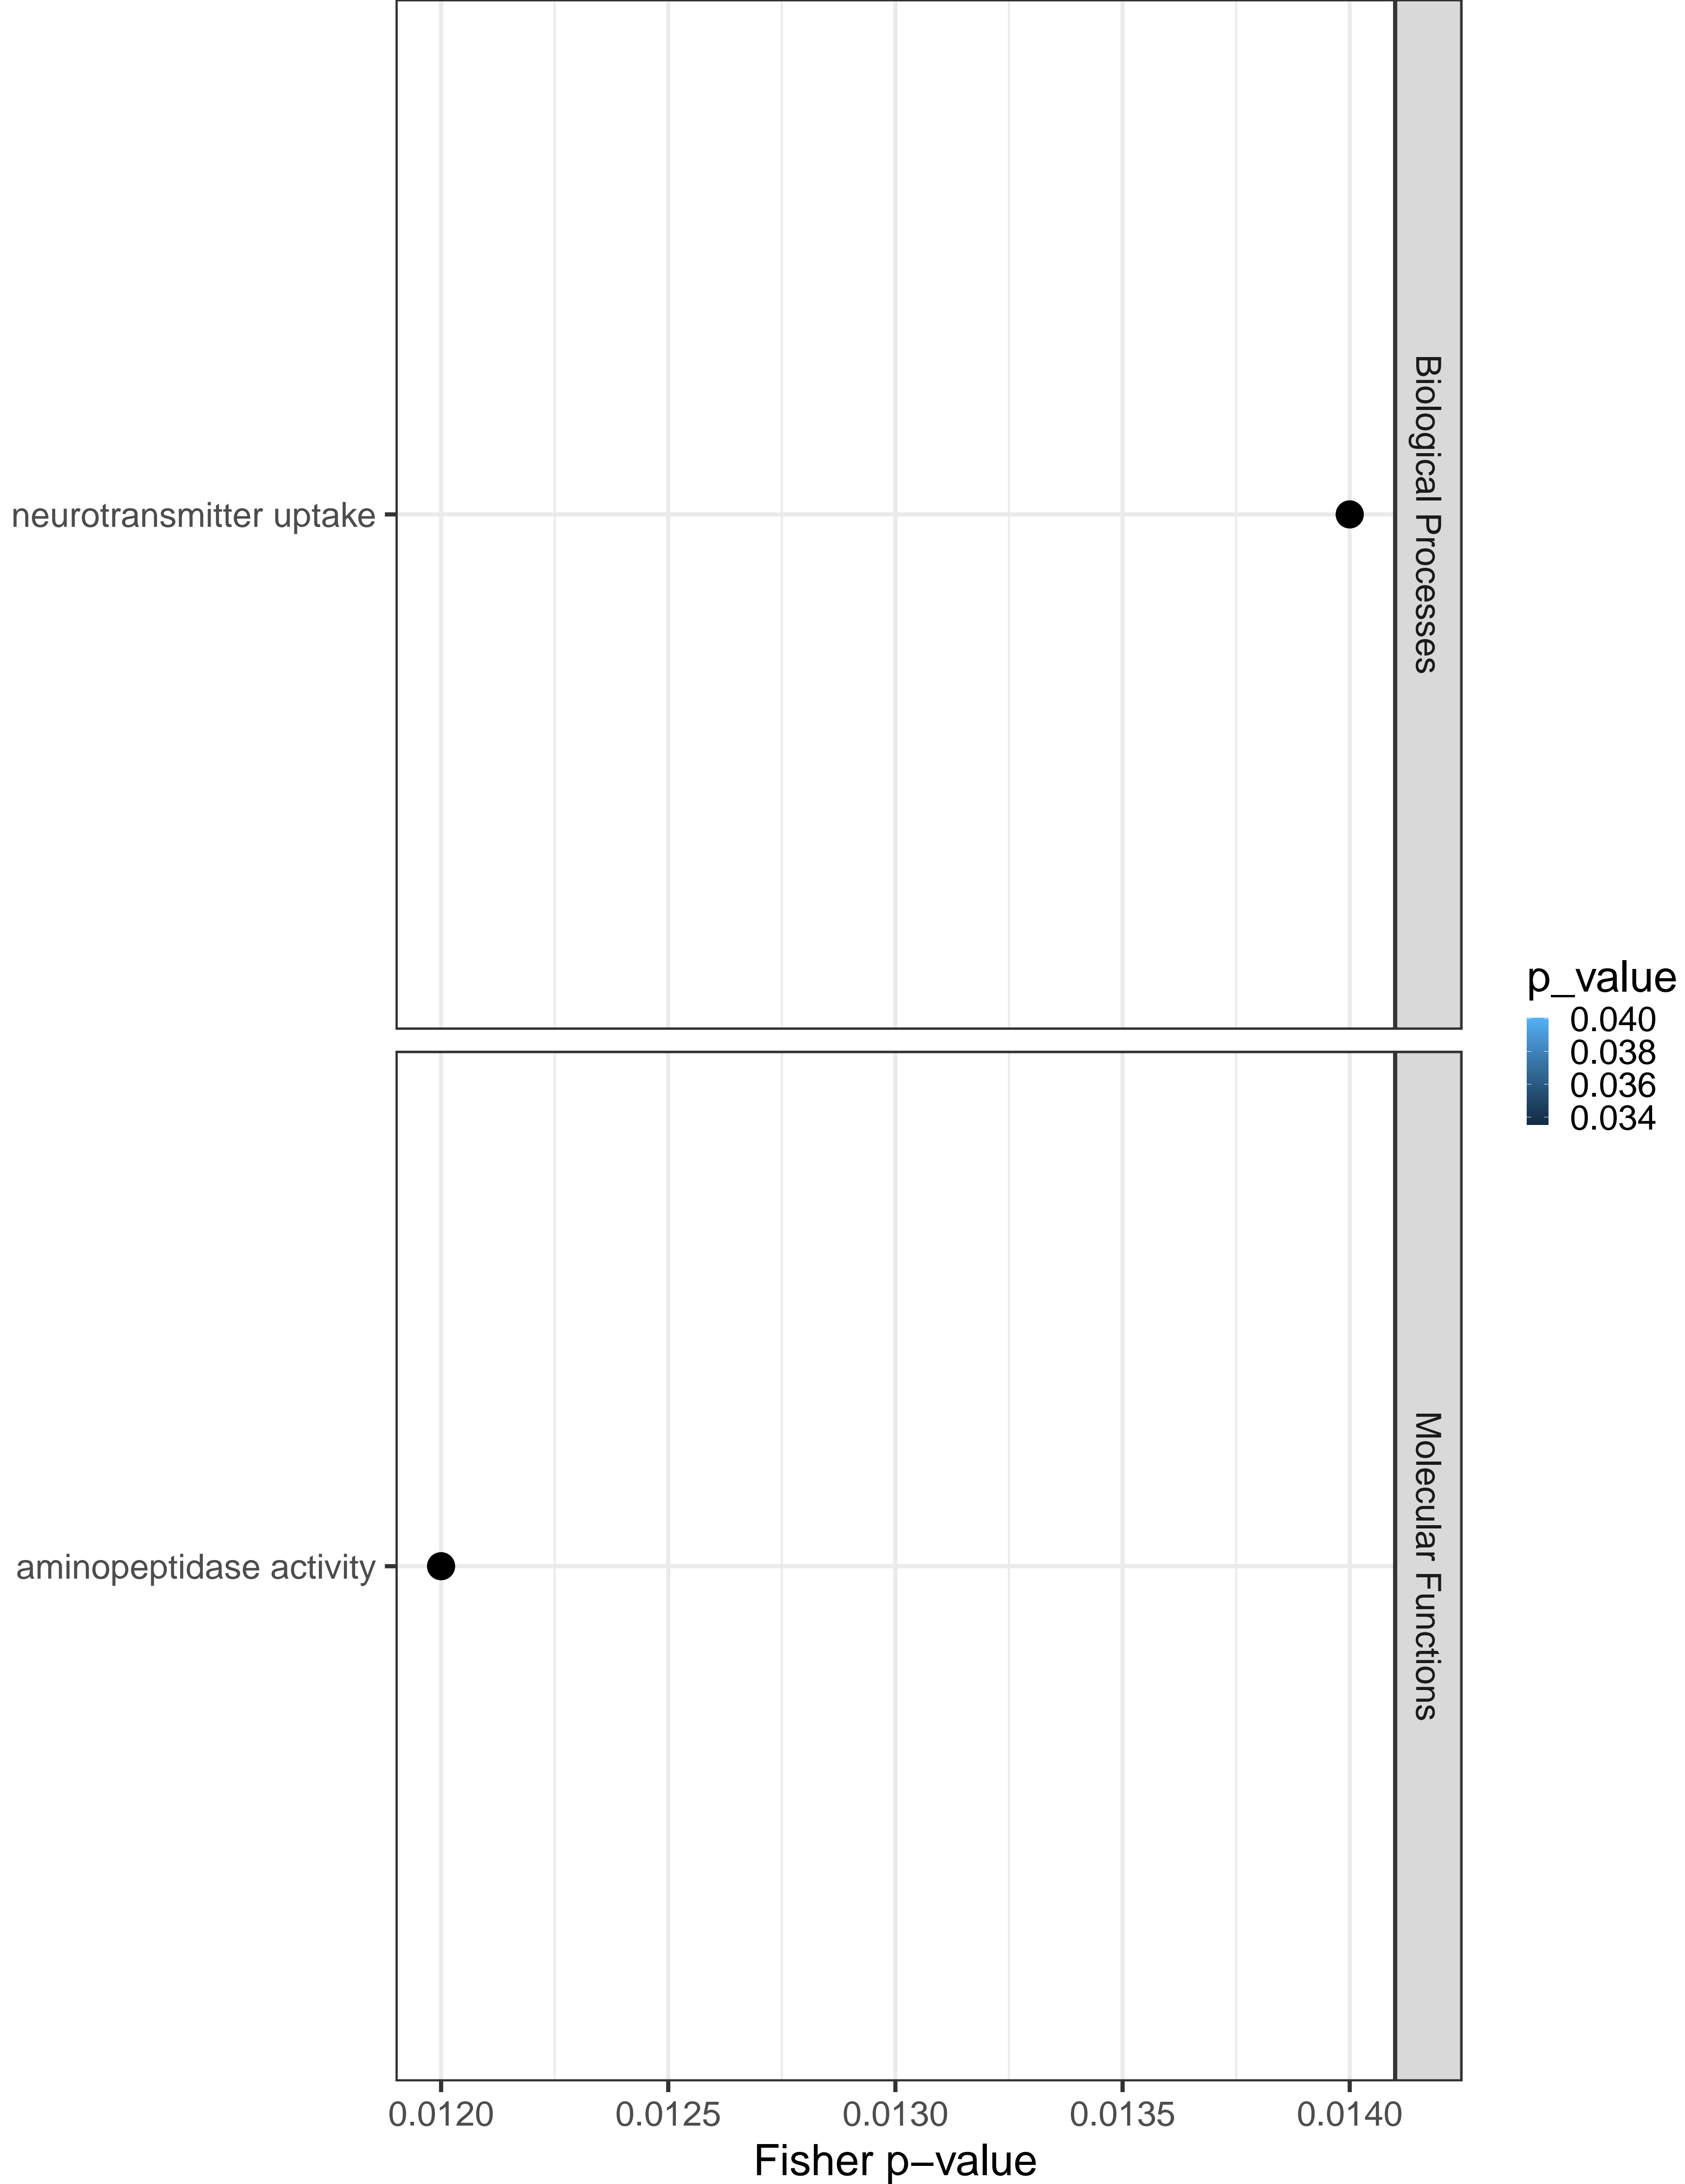 neurotransmitter uptake
Biological Processes
p_value
0.040
0.038
0.036
0.034
aminopeptidase activity
Molecular Functions
0.0120 0.0125 0.0130 0.0135 0.0140
Fisher p−value